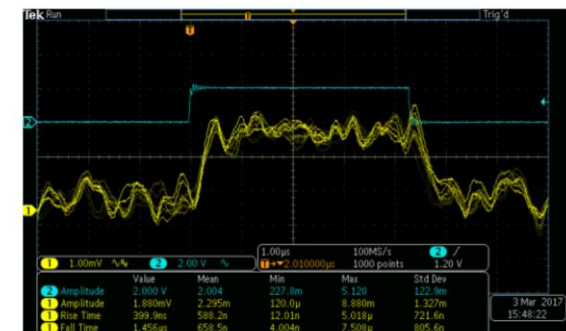 Tek Run Trig'd
T
T
2
1
1 1.00mV 2 2.00 V
1.00µs 100MS/s 2
T→▼2.010000µs 1000 points 1.20 V
Value Mean Min Max Std Dev
2 Amplitude 2.000 V 2.004 227.8m 5.120 122.9m
1 Amplitude 1.880mV 2.295m 120.0µ 8.880m 1.327m
1 Rise Time 399.9ns 588.2n 12.01n 5.018µ 721.6n
1 Fall Time 1.456µs 658.5n 4.004n 7.508µ 805.6n
3 Mar 2017
15:48:22